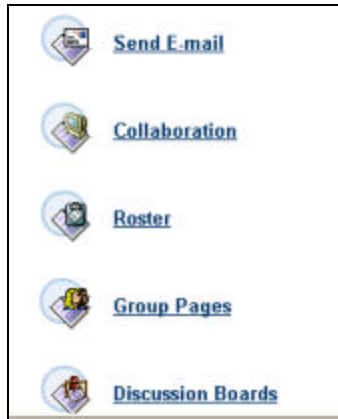 Send E-mail
Collaboration
Roster
Group Pages
Discussion Boards